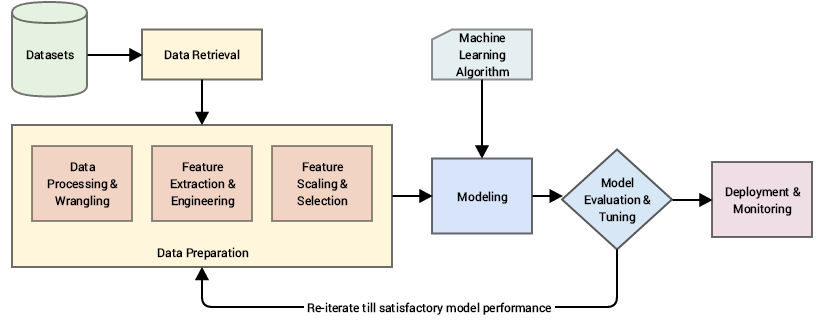 Datasets
Data Retrieval
Machine
Learning
Algorithm
Data
Processing &
Wrangling
Feature
Extraction &
Engineering
Feature
Scaling &
Selection
Data Preparation
Modeling
Model
Evaluation &
Tuning
Deployment &
Monitoring
Re-iterate till satisfactory model performance